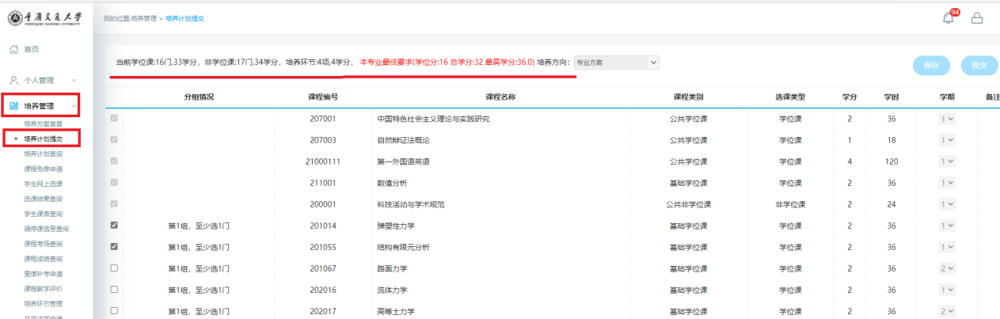 重庆交通大学
CHONGQING JIAOTONG UNIVERSITY
我的位置:培养管理 > 培养计划提交
94
首页
个人管理
培养管理
培养方案查看
培养计划提交
培养计划查询
课程免修申请
学生网上选课
选课结果查询
学生课表查询
调停课信息查询
课程考场查询
课程成绩查询
重缓补考申请
课程教学评价
培养环节管理
交流访学申请
当前学位课:16门,33学分，非学位课:17门,34学分，培养环节:4项,4学分，本专业最低要求(学位分:16 总学分:32 最高学分:36.0) 培养方向: 专业方案
保存 提交
分组情况 课程编号 课程名称 课程类别 选课类型 学分 学时 学期 备注
207001 中国特色社会主义理论与实践研究 公共学位课 学位课 2 36 1
207003 自然辩证法概论 公共学位课 学位课 1 18 1
21000111 第一外国语英语 公共学位课 学位课 4 120 1
211001 数值分析 基础学位课 学位课 2 36 1
200001 科技活动与学术规范 公共非学位课 非学位课 2 24 1
第1组，至少选1门 201014 弹塑性力学 基础学位课 学位课 2 36 1
第1组，至少选1门 201055 结构有限元分析 基础学位课 学位课 2 36 1
第1组，至少选1门 201067 路面力学 基础学位课 学位课 2 36 2
第1组，至少选1门 202016 流体力学 基础学位课 学位课 2 36 1
第1组，至少选1门 202017 高等土力学 基础学位课 学位课 2 36 2